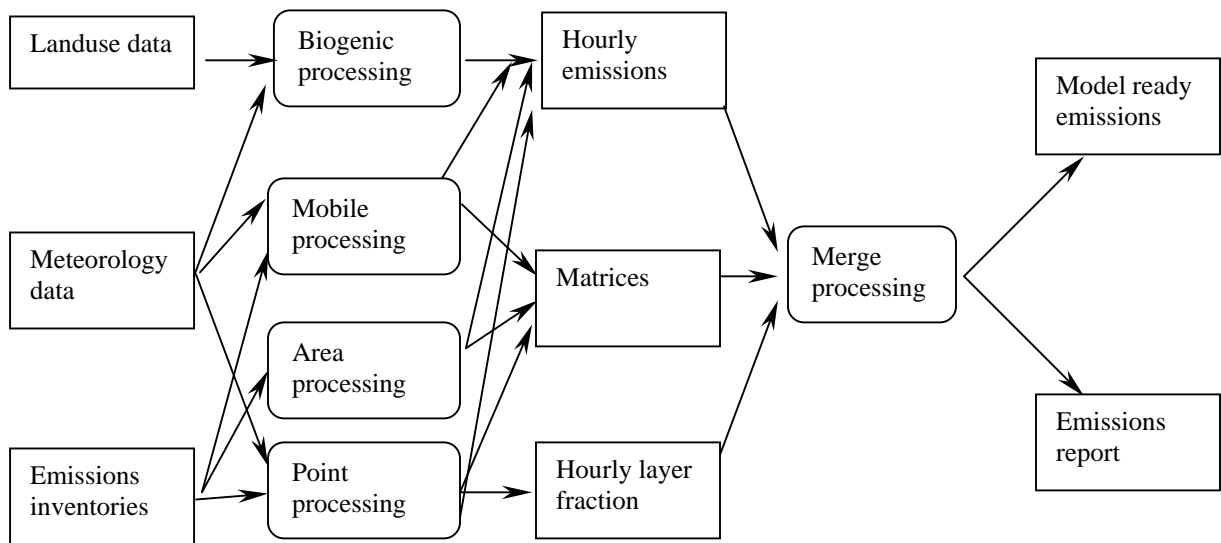 Landuse data
Biogenic
processing
Hourly
emissions
Model ready
emissions
Meteorology
data
Mobile
processing
Matrices
Merge
processing
Area
processing
Emissions
inventories
Point
processing
Hourly layer
fraction
Emissions
report